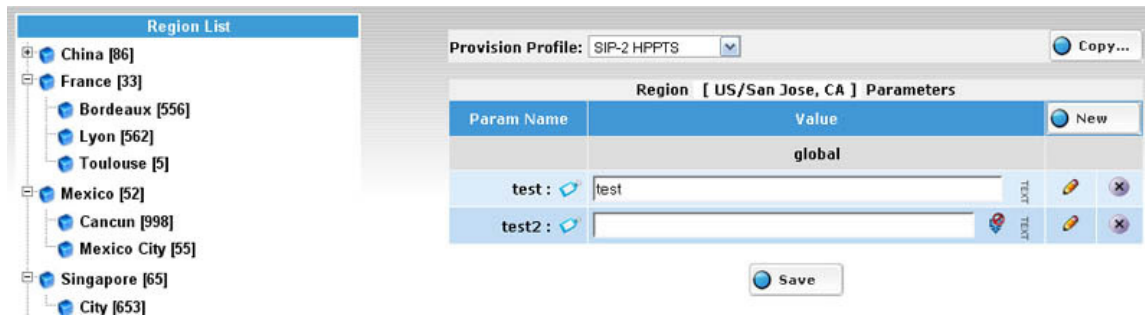 Region List
China [86]
France [33]
Bordeaux [556]
Lyon [562]
Toulouse [5]
Mexico [52]
Cancun [998]
Mexico City [55]
Singapore [65]
City [653]
Provision Profile: SIP-2 HPPTS
Copy...
Region [ US/San Jose, CA ] Parameters
Param Name Value New
global
test : test TEXT
test2 : TEXT
Save